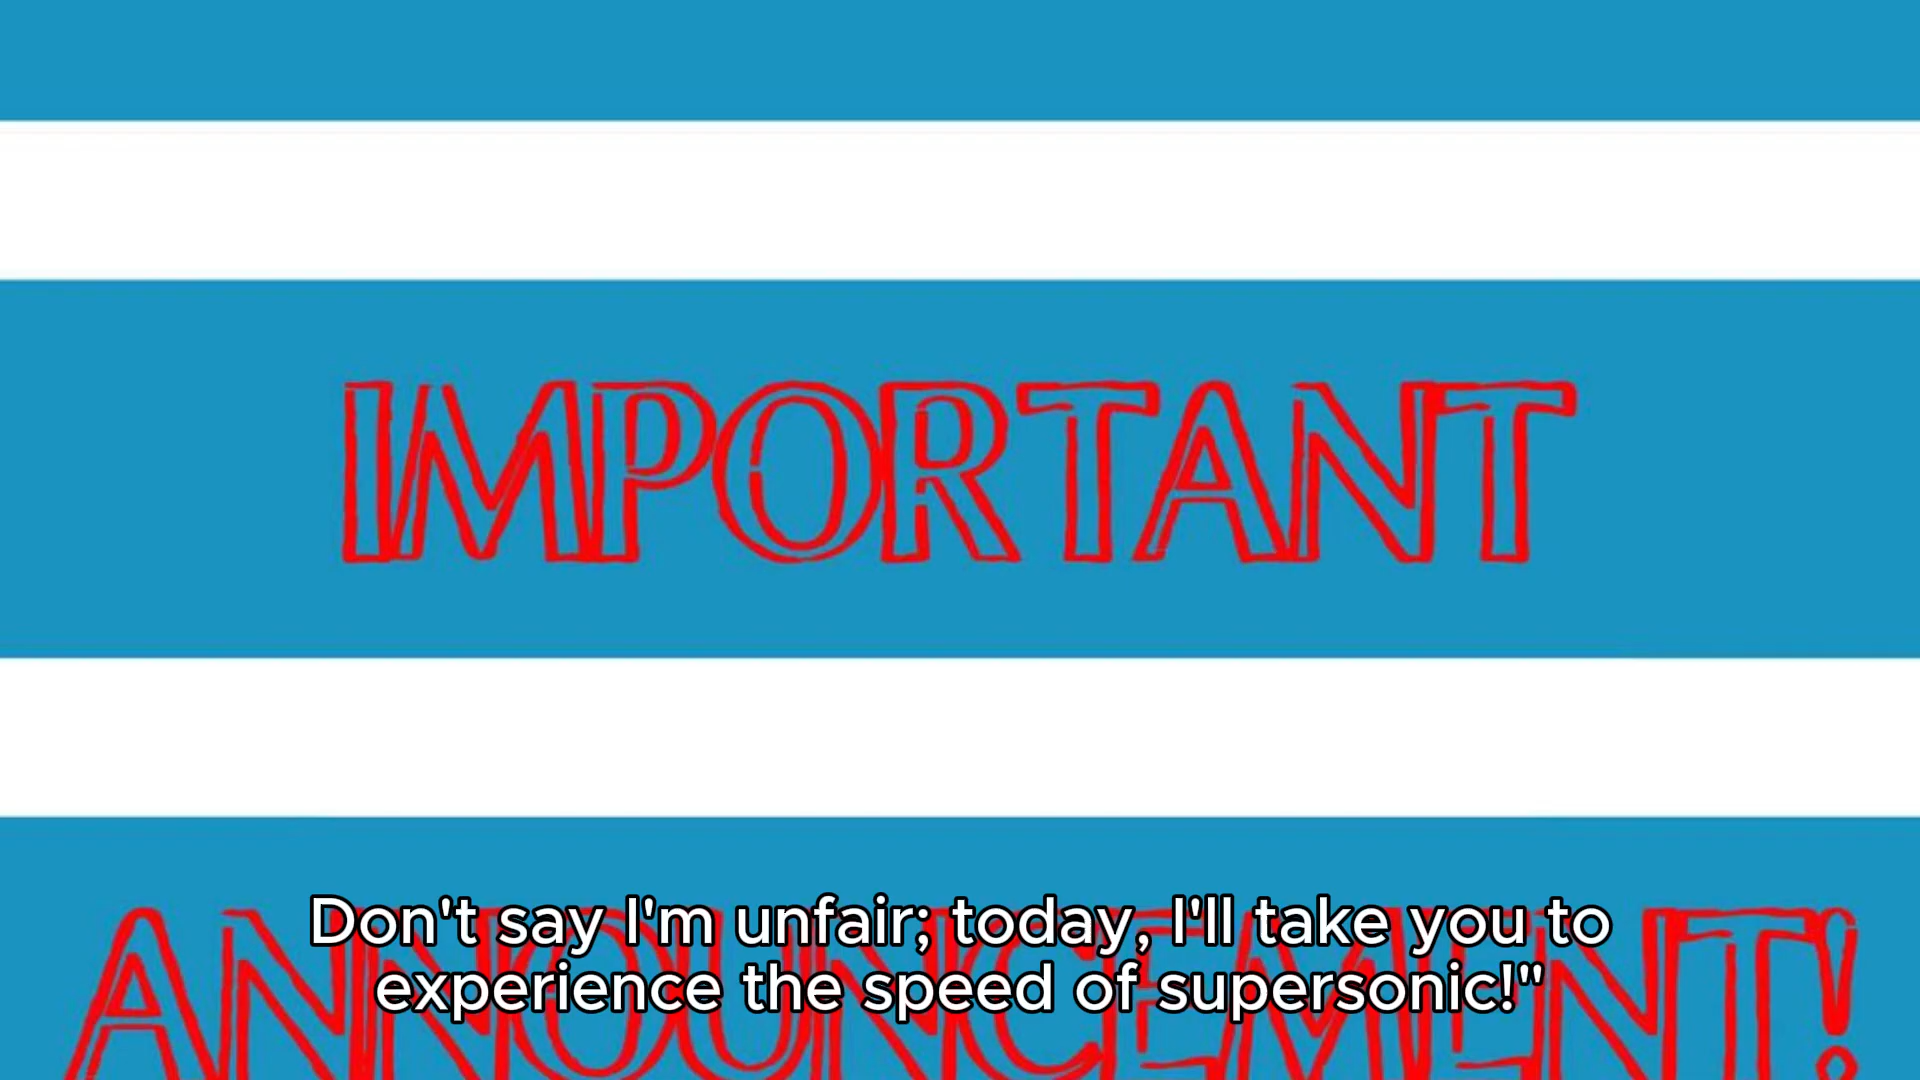 IMPORTANT
ANNOUNCEMENT!
Don't say I'm unfair; today, I'll take you to
experience the speed of supersonic!"